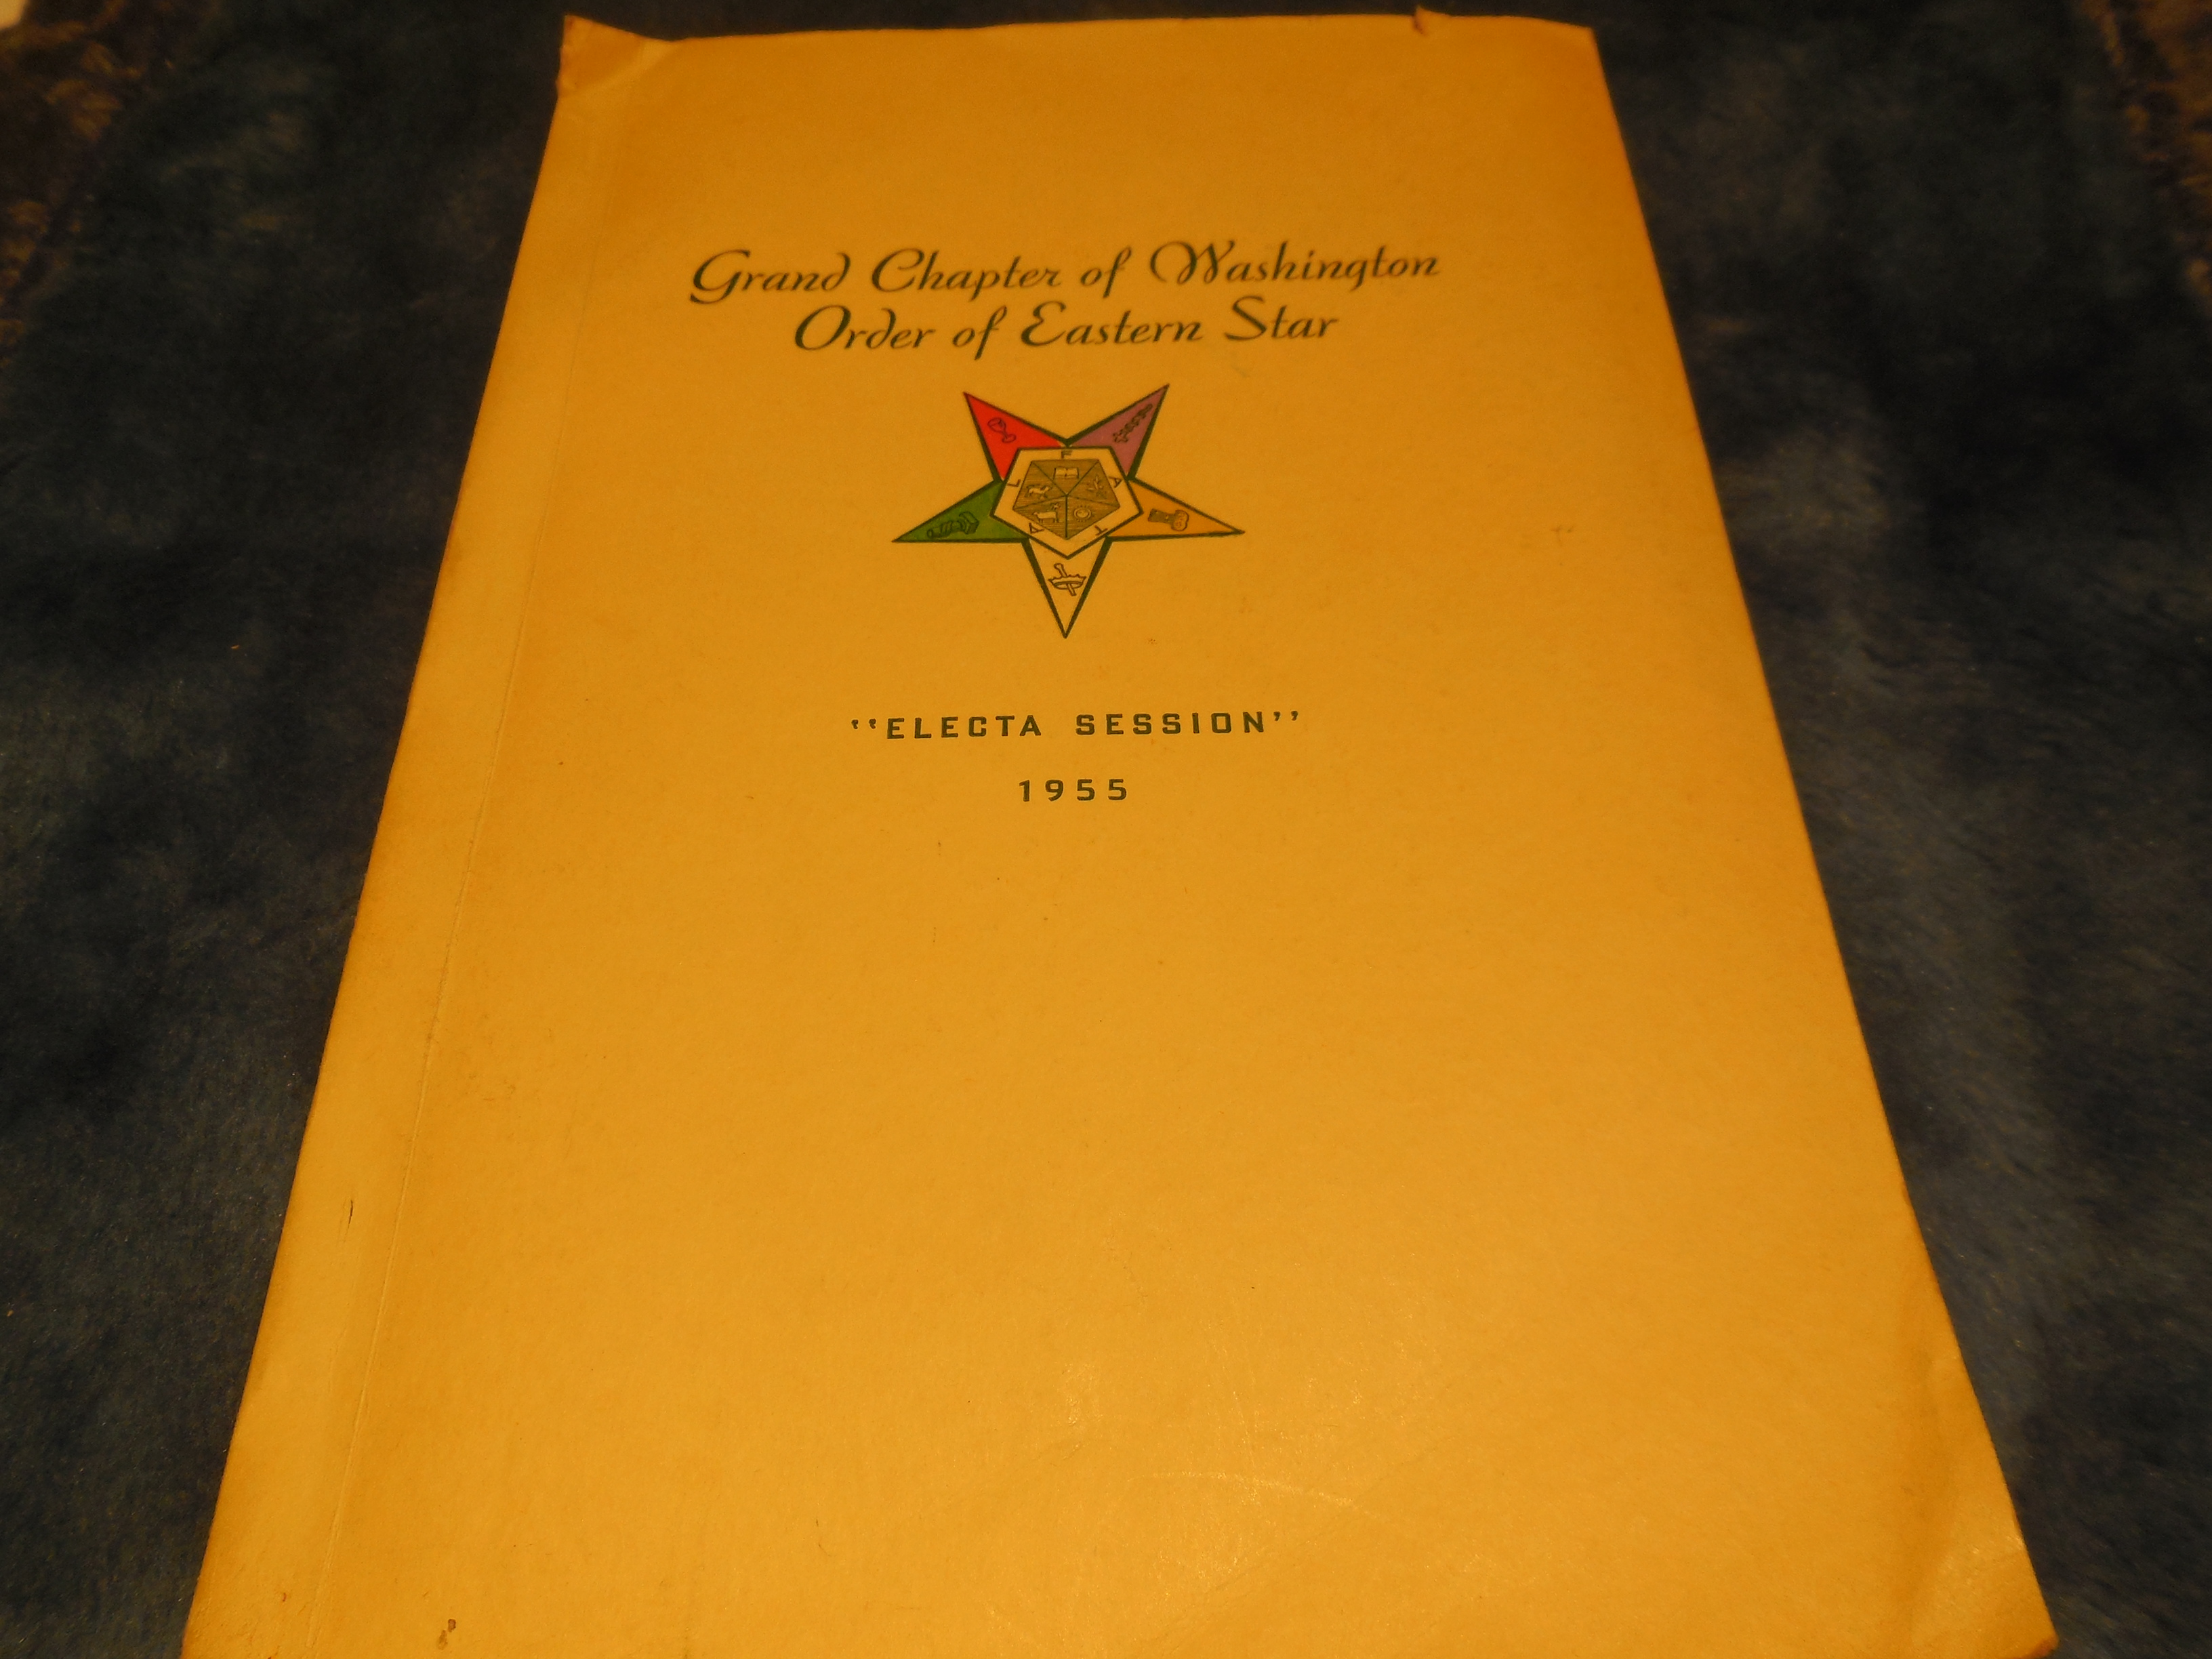 Grand Chapter of Washington
Order of Eastern Star
F
A
T
A
L
"ELECTA SESSION"
1955